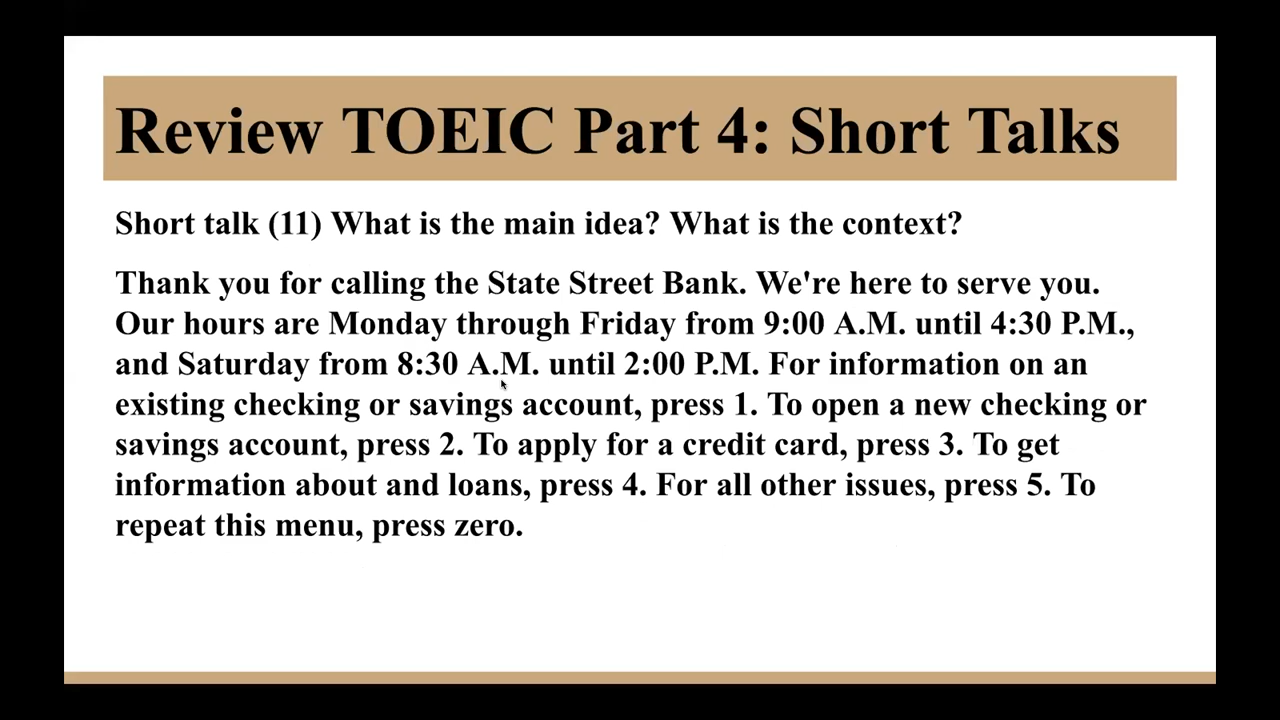 Review TOEIC Part 4: Short Talks
Short talk (11) What is the main idea? What is the context?
Thank you for calling the State Street Bank. We're here to serve you.
Our hours are Monday through Friday from 9:00 A.M. until 4:30 P.M.,
and Saturday from 8:30 A.M. until 2:00 P.M. For information on an
existing checking or savings account, press 1. To open a new checking or
savings account, press 2. To apply for a credit card, press 3. To get
information about and loans, press 4. For all other issues, press 5. To
repeat this menu, press zero.